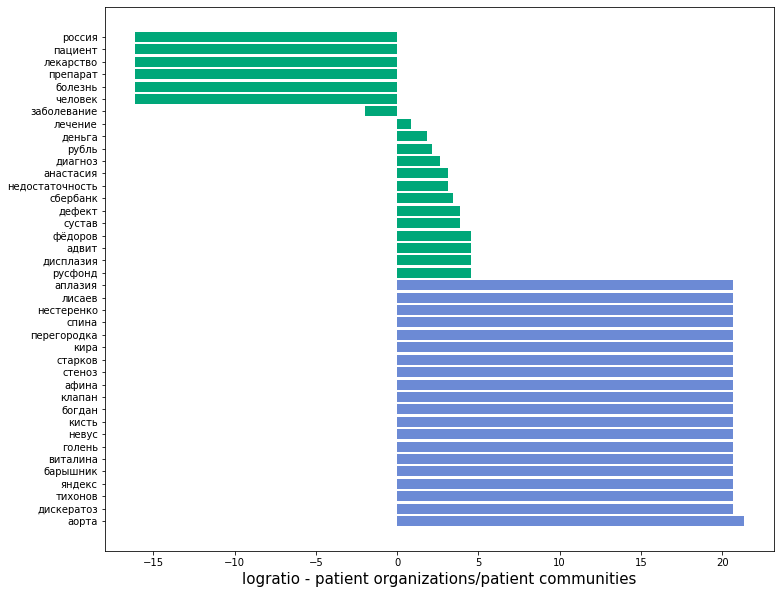 россия
пациент
лекарство
препарат
болезнь
человек
заболевание
лечение
деньга
рубль
диагноз
анастасия
недостаточность
сбербанк
дефект
сустав
фёдоров
адвит
дисплазия
русфонд
аплазия
лисаев
нестеренко
спина
перегородка
кира
старков
стеноз
афина
клапан
богдан
кисть
невус
голень
виталина
барышник
яндекс
тихонов
дискератоз
аорта
−15 −10 −5 0 5 10 15 20
logratio - patient organizations/patient communities